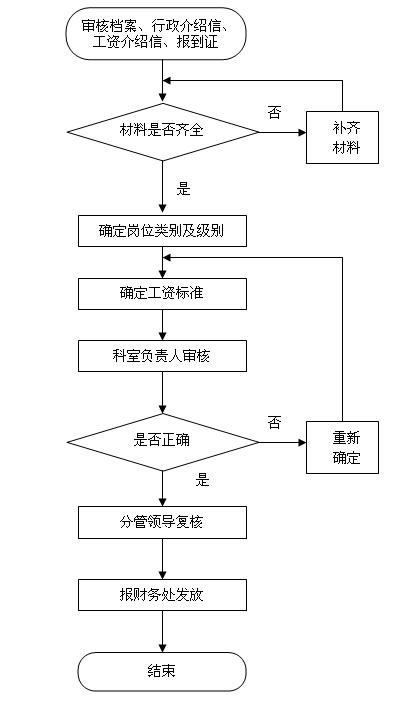 审核档案、行政介绍信、
工资介绍信、报到证
材料是否齐全
否
补齐
材料
是
确定岗位类别及级别
确定工资标准
科室负责人审核
是否正确
否
重新
确定
是
分管领导复核
报财务处发放
结束